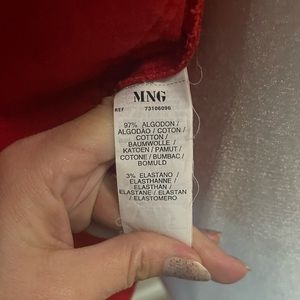 MNG
REF 73106096
97% ALGODON /
ALGODÃO / COTON /
COTTON /
BAUMWOLLE /
KATOEN / PAMUT /
COTONE / BUMBAC /
BOMULD
3% ELASTANO /
ELASTHANNE /
ELASTHAN /
ELASTANE / ELASTAN
/ ELASTOMERO